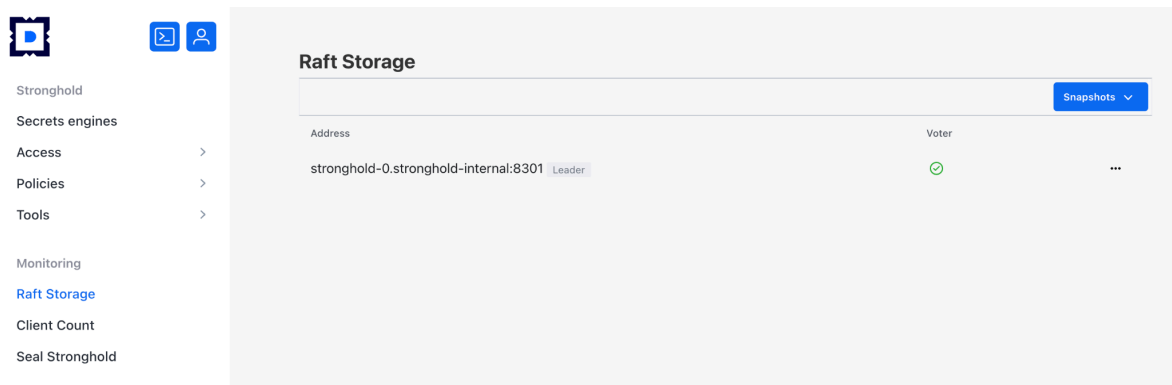 Stronghold
Secrets engines
Access
Policies
Tools
Monitoring
Raft Storage
Client Count
Seal Stronghold
Raft Storage
Snapshots
Address Voter
stronghold-0.stronghold-internal:8301 Leader